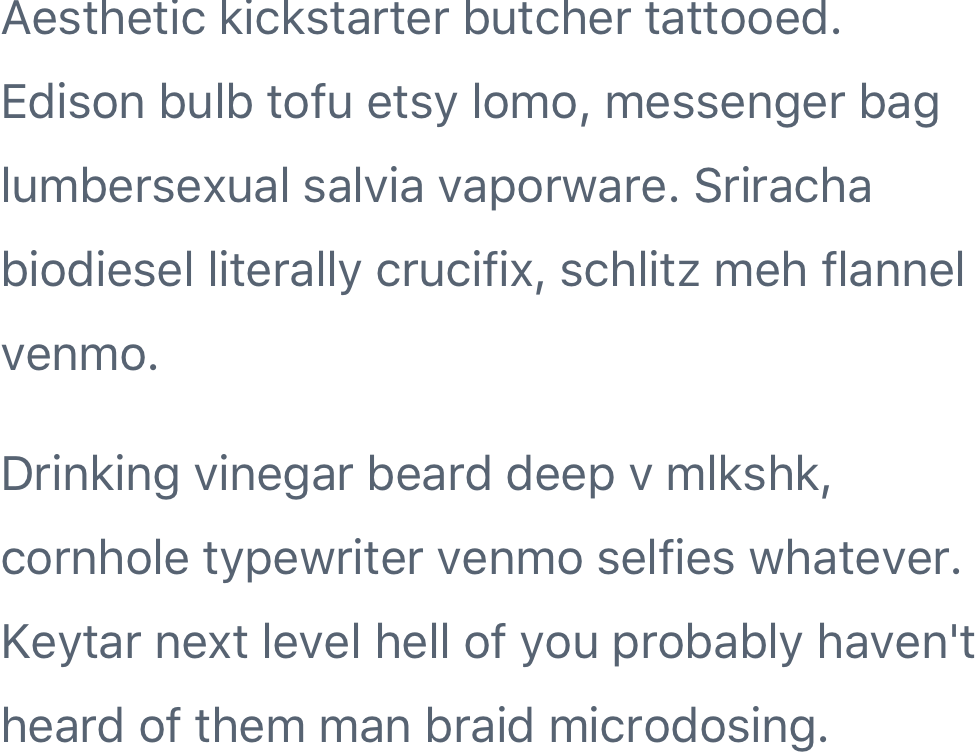 Aesthetic kickstarter butcher tattooed.
Edison bulb tofu etsy lomo, messenger bag
lumbersexual salvia vaporware. Sriracha
biodiesel literally crucifix, schlitz meh flannel
venmo.
Drinking vinegar beard deep v mlkshk,
cornhole typewriter venmo selfies whatever.
Keytar next level hell of you probably haven't
heard of them man braid microdosing.